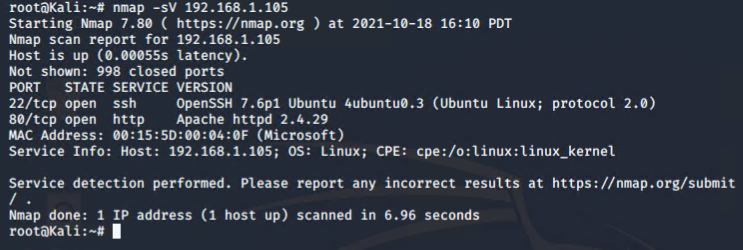 root@Kali:~# nmap -sV 192.168.1.105
Starting Nmap 7.80 ( https://nmap.org ) at 2021-10-18 16:10 PDT
Nmap scan report for 192.168.1.105
Host is up (0.00055s latency).
Not shown: 998 closed ports
PORT   STATE SERVICE VERSION
22/tcp open  ssh     OpenSSH 7.6p1 Ubuntu 4ubuntu0.3 (Ubuntu Linux; protocol 2.0)
80/tcp open  http    Apache httpd 2.4.29
MAC Address: 00:15:5D:00:04:0F (Microsoft)
Service Info: Host: 192.168.1.105; OS: Linux; CPE: cpe:/o:linux:linux_kernel

Service detection performed. Please report any incorrect results at https://nmap.org/submit
/ .
Nmap done: 1 IP address (1 host up) scanned in 6.96 seconds
root@Kali:~#